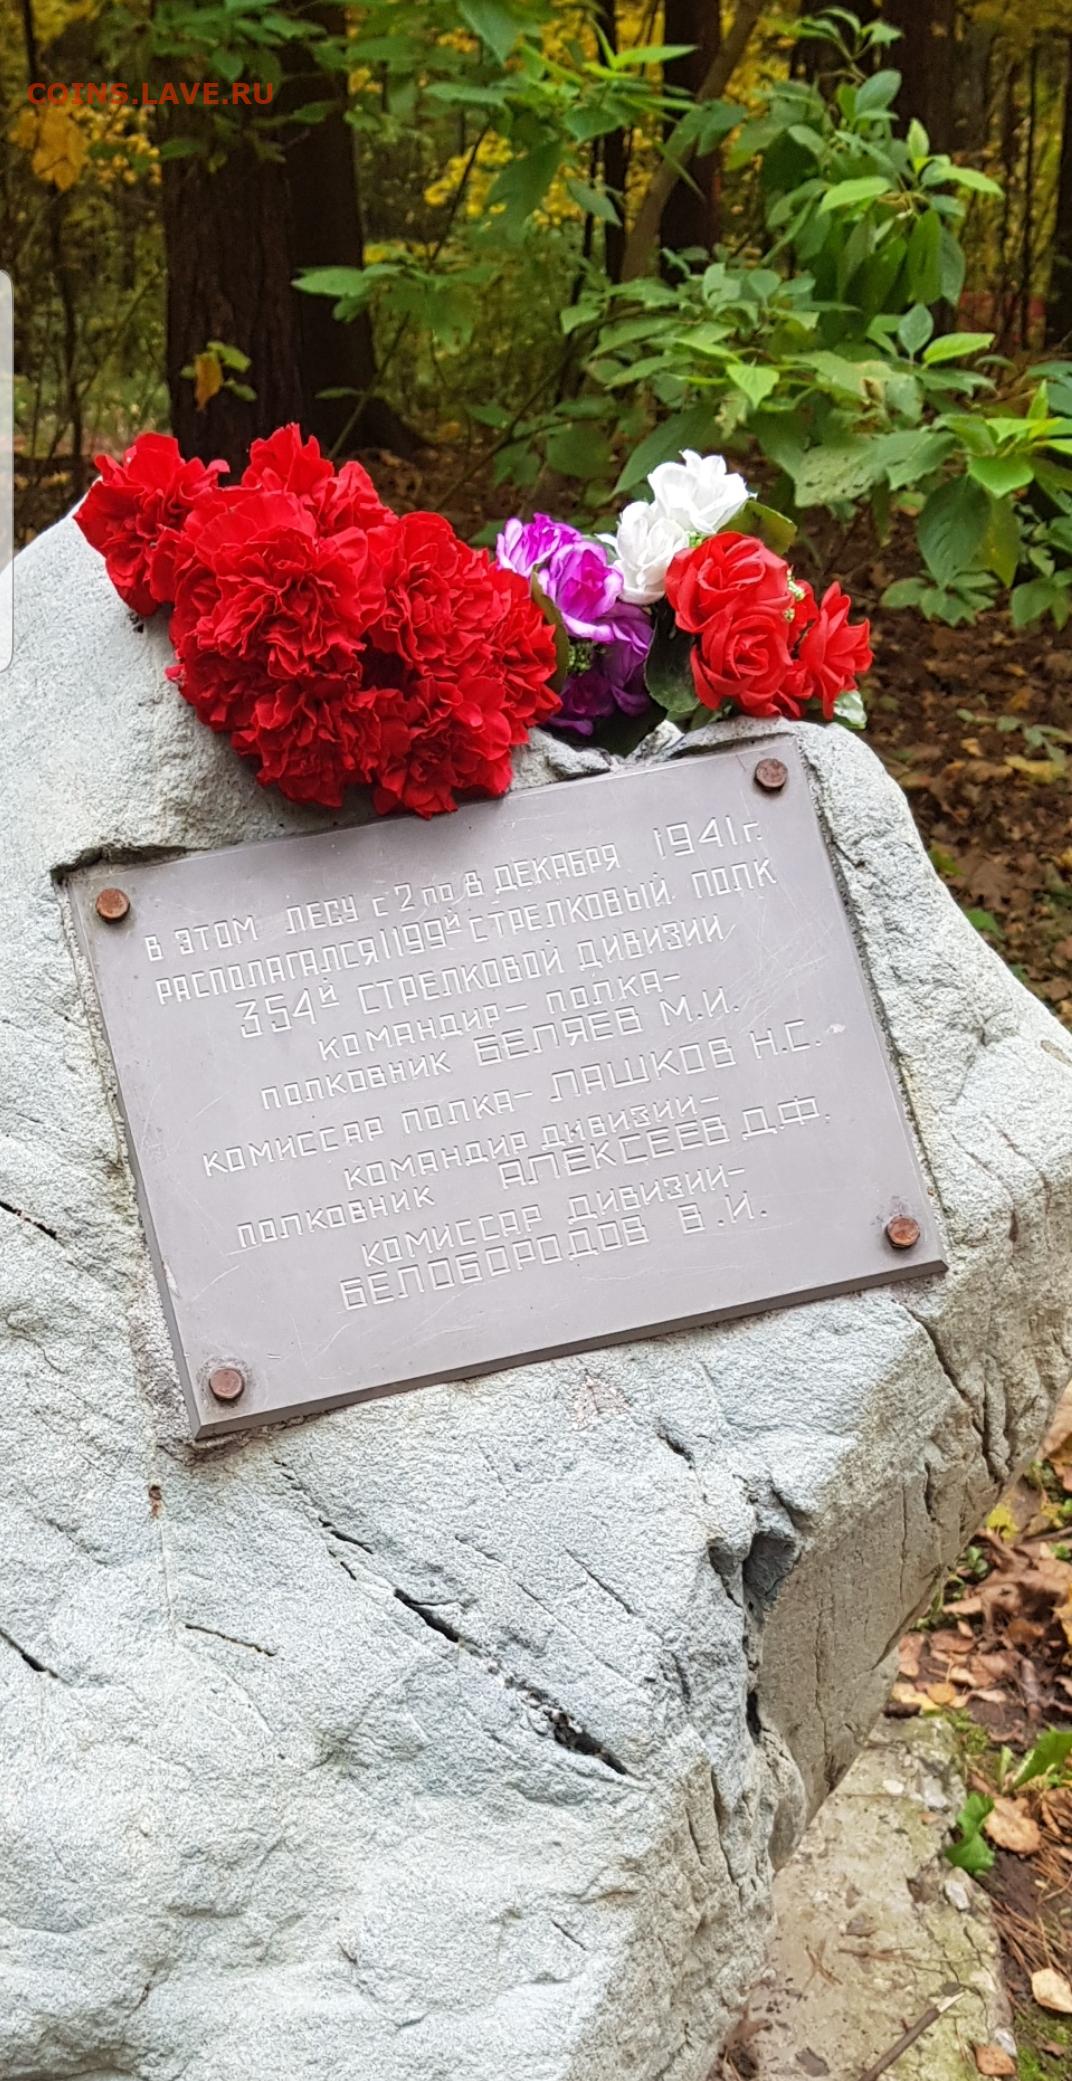 COINS.LAVE.RU
В ЭТОМ ЛЕСУ с 2 по 8 ДЕКАБРЯ 1941 г.
РАСПОЛАГАЛСЯ 1199й СТРЕЛКОВЫЙ ПОЛК
354й СТРЕЛКОВОЙ ДИВИЗИИ
КОМАНДИР – ПОЛКА –
ПОЛКОВНИК БЕЛЯЕВ М.И.
КОМИССАР ПОЛКА – ЛАШКОВ Н.С.
КОМАНДИР ДИВИЗИИ –
ПОЛКОВНИК АЛЕКСЕЕВ Д.Ф.
КОМИССАР ДИВИЗИИ –
БЕЛОБОРОДОВ В.И.